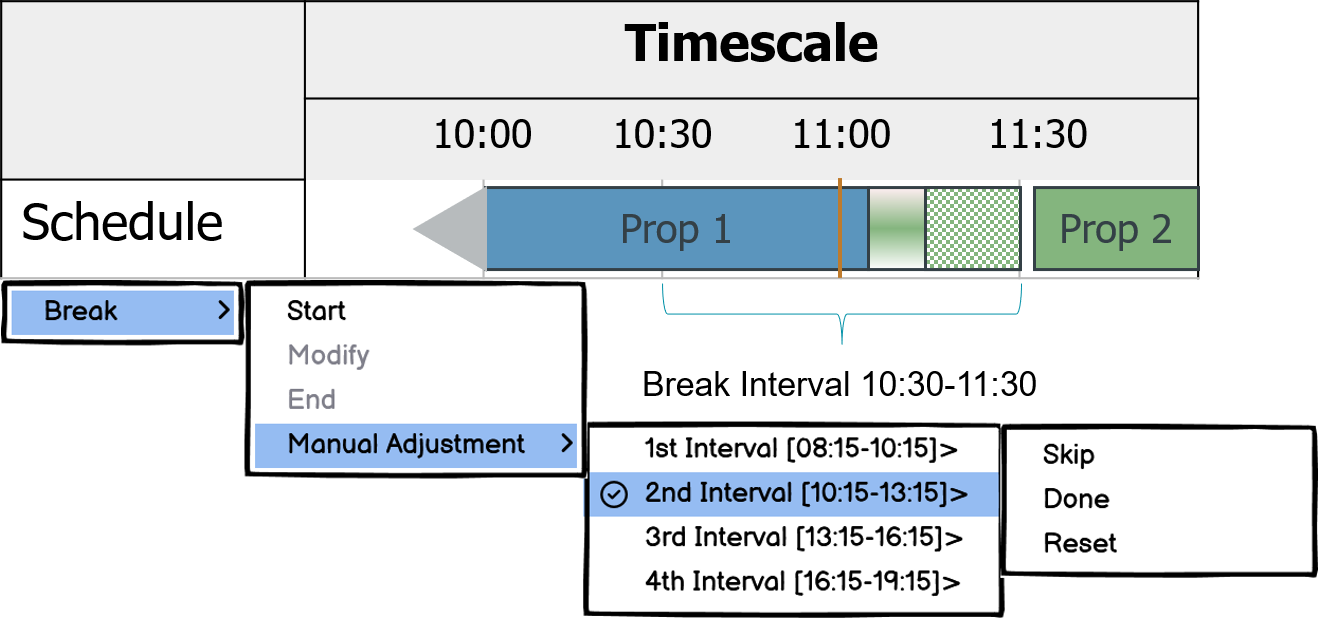 Timescale
10:00 10:30 11:00 11:30
Schedule Prop 1 Prop 2
Break >
Start
Modify
End
Manual Adjustment >
Break Interval 10:30-11:30
1st Interval [08:15-10:15]>
2nd Interval [10:15-13:15]>
3rd Interval [13:15-16:15]>
4th Interval [16:15-19:15]>
Skip
Done
Reset